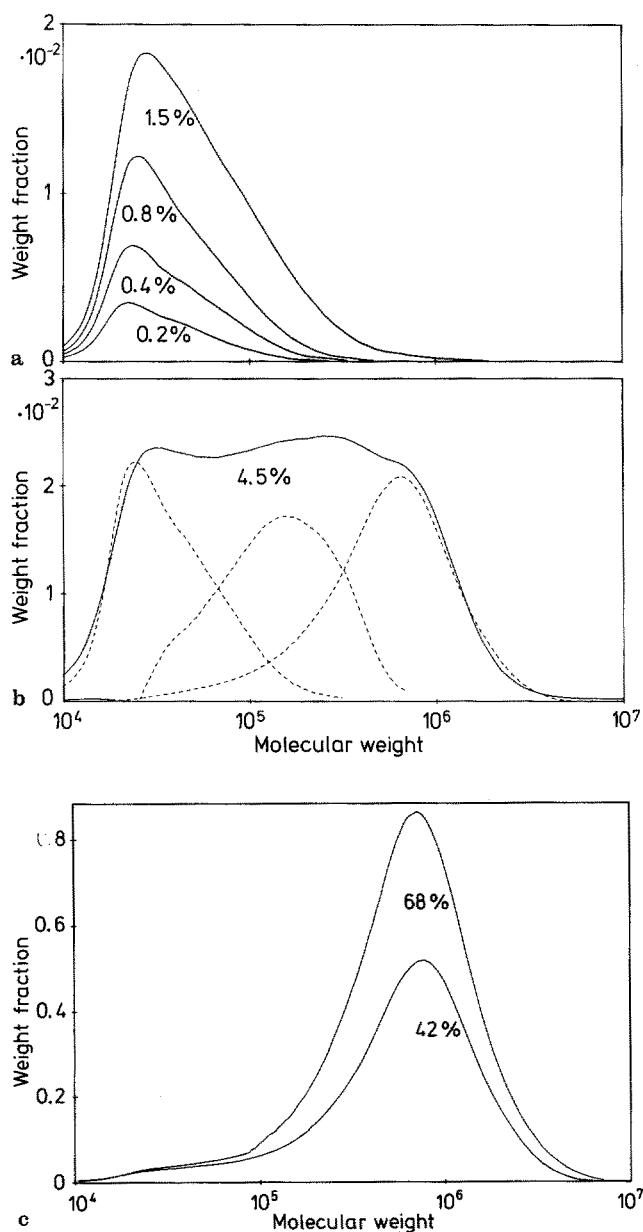 2
·10⁻²
Weight fraction
1
0
1.5%
0.8%
0.4%
0.2%
a
3
·10⁻²
Weight fraction
2
1
0
4.5%
b
10⁴ 10⁵ 10⁶ 10⁷
Molecular weight
0.8
0.6
0.4
0.2
0
Weight fraction
68%
42%
10⁴ 10⁵ 10⁶ 10⁷
c
Molecular weight